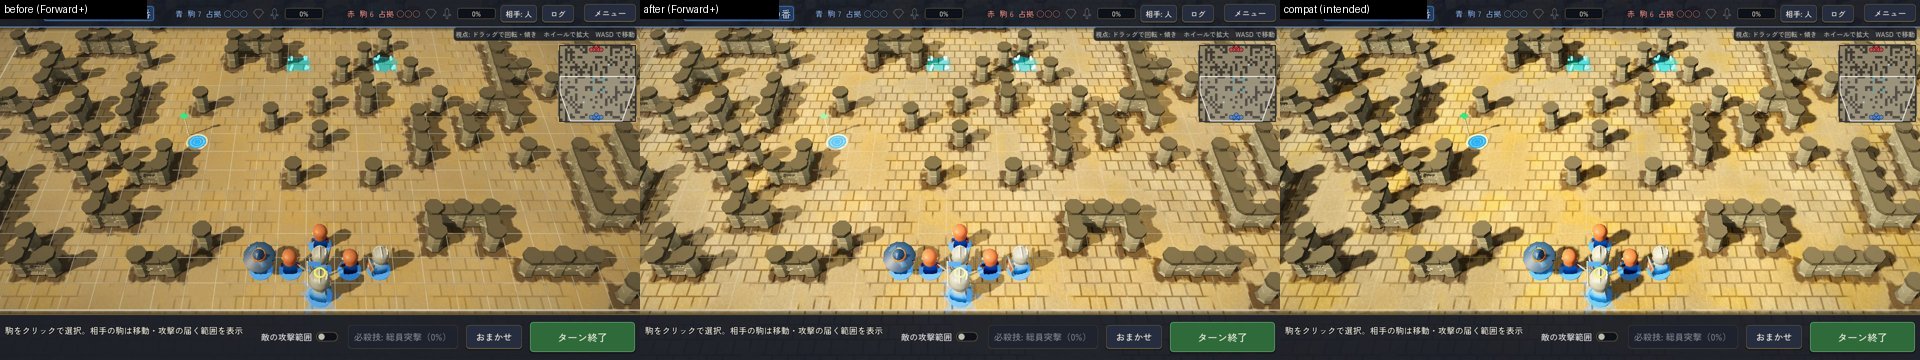 before (Forward+) 番 青 駒 7 占拠 ○○○ 0% 赤 駒 6 占拠 ○○○ 0% 相手: 人 ログ メニュー
視点: ドラッグで回転・傾き ホイールで拡大 WASD で移動
駒をクリックで選択。相手の駒は移動・攻撃の届く範囲を表示 敵の攻撃範囲 必殺技: 総員突撃 (0%) おまかせ ターン終了
after (Forward+) 番 青 駒 7 占拠 ○○○ 0% 赤 駒 6 占拠 ○○○ 0% 相手: 人 ログ メニュー
視点: ドラッグで回転・傾き ホイールで拡大 WASD で移動
駒をクリックで選択。相手の駒は移動・攻撃の届く範囲を表示 敵の攻撃範囲 必殺技: 総員突撃 (0%) おまかせ ターン終了
compat (intended) 青 駒 7 占拠 ○○○ 0% 赤 駒 6 占拠 ○○○ 0% 相手: 人 ログ メニュー
視点: ドラッグで回転・傾き ホイールで拡大 WASD で移動
駒をクリックで選択。相手の駒は移動・攻撃の届く範囲を表示 敵の攻撃範囲 必殺技: 総員突撃 (0%) おまかせ ターン終了